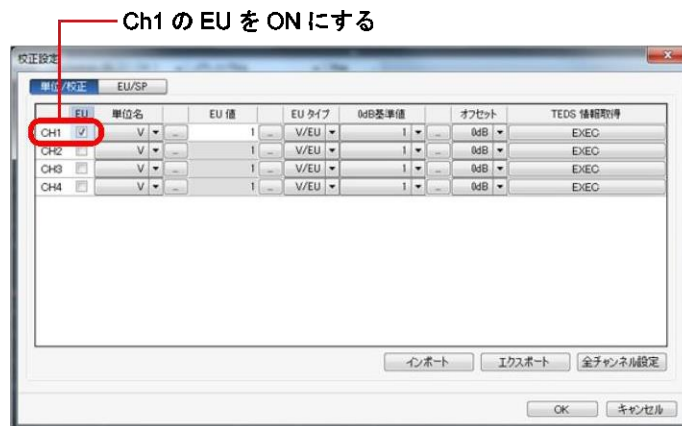 Ch1 の EU を ON にする
校正設定
単位/校正 EU/SP
EU 単位名 EU 値 EU タイプ 0dB基準値 オフセット TEDS 情報取得
CH1 V ... 1 ... V/EU 1 ... 0dB EXEC
CH2 V ... 1 ... V/EU 1 ... 0dB EXEC
CH3 V ... 1 ... V/EU 1 ... 0dB EXEC
CH4 V ... 1 ... V/EU 1 ... 0dB EXEC
インポート エクスポート 全チャンネル設定
OK キャンセル